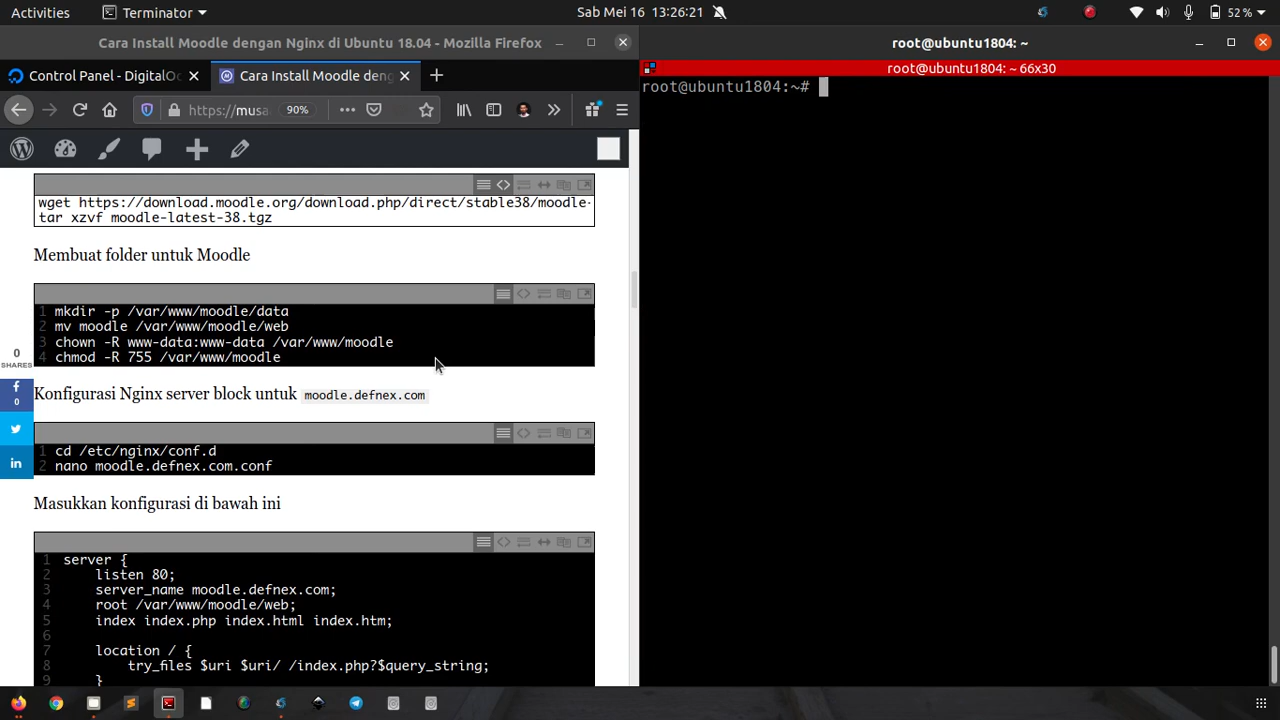 Activities
Terminator
Sab Mei 16 13:26:21
52 %
Cara Install Moodle dengan Nginx di Ubuntu 18.04 - Mozilla Firefox
root@ubuntu1804: ~
Control Panel - DigitalOc
Cara Install Moodle deng
root@ubuntu1804: ~ 66x30
https://musa
90%
root@ubuntu1804:~#
wget https://download.moodle.org/download.php/direct/stable38/moodle-
tar xzvf moodle-latest-38.tgz
Membuat folder untuk Moodle
1 mkdir -p /var/www/moodle/data
2 mv moodle /var/www/moodle/web
3 chown -R www-data:www-data /var/www/moodle
4 chmod -R 755 /var/www/moodle
0
SHARES
0
Konfigurasi Nginx server block untuk moodle.defnex.com
1 cd /etc/nginx/conf.d
2 nano moodle.defnex.com.conf
Masukkan konfigurasi di bawah ini
1 server {
2 listen 80;
3 server_name moodle.defnex.com;
4 root /var/www/moodle/web;
5 index index.php index.html index.htm;
6
7 location / {
8 try_files $uri $uri/ /index.php?$query_string;
9 }